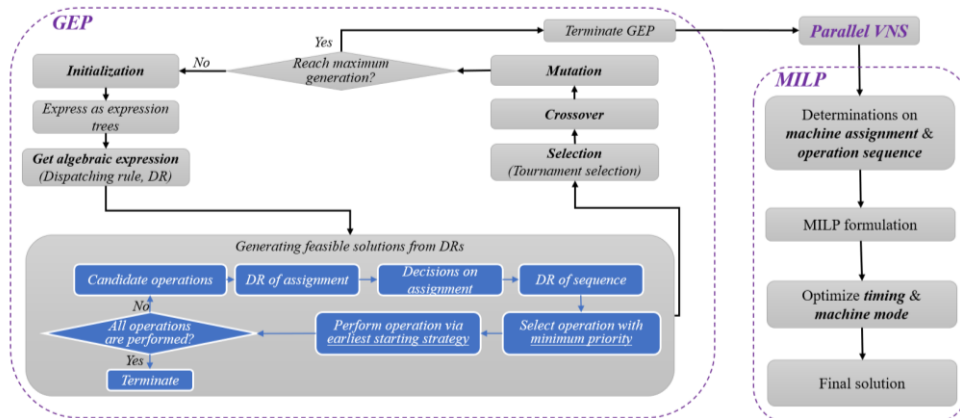 GEP
Yes
Terminate GEP
Parallel VNS
Initialization
No
Reach maximum
generation?
Mutation
MILP
Express as expression
trees
Crossover
Determinations on
machine assignment &
operation sequence
Get algebraic expression
(Dispatching rule, DR)
Selection
(Tournament selection)
MILP formulation
Generating feasible solutions from DRs
Candidate operations
DR of assignment
Decisions on
assignment
DR of sequence
No
All operations
are performed?
Perform operation via
earliest starting strategy
Select operation with
minimum priority
Optimize timing &
machine mode
Yes
Terminate
Final solution